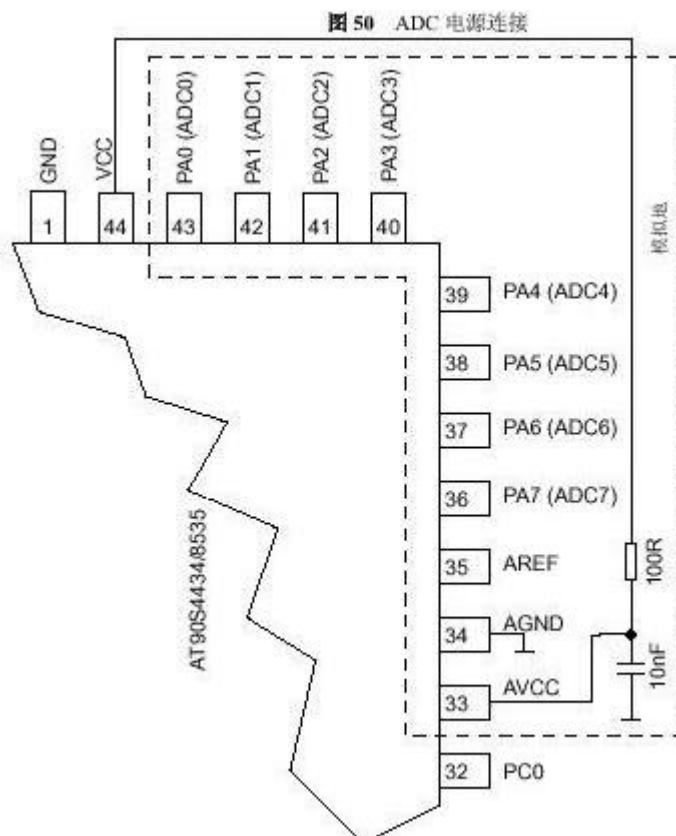 图 50 ADC 电源连接
GND
VCC
PA0 (ADC0)
PA1 (ADC1)
PA2 (ADC2)
PA3 (ADC3)
1
44
43
42
41
40
模拟地
39
PA4 (ADC4)
38
PA5 (ADC5)
37
PA6 (ADC6)
36
PA7 (ADC7)
35
AREF
100R
34
AGND
33
AVCC
10nF
32
PC0
AT90S4434/8535